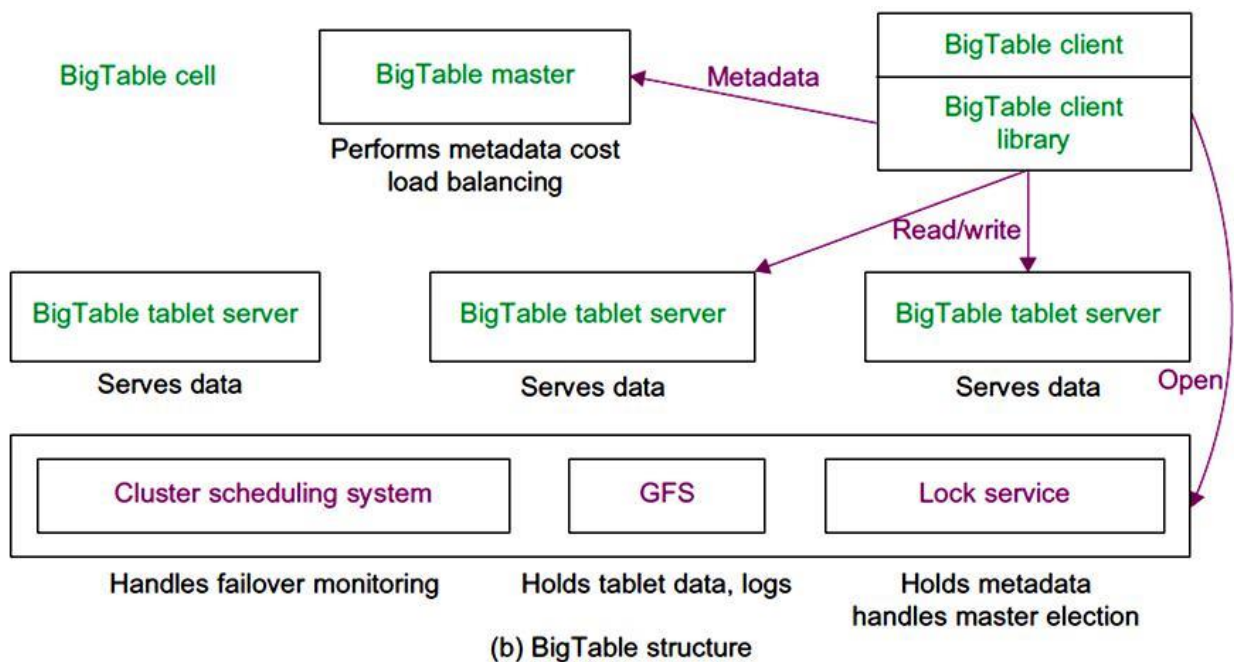 BigTable cell
BigTable master
Metadata
BigTable client
BigTable client
library
Performs metadata cost
load balancing
Read/write
BigTable tablet server
BigTable tablet server
BigTable tablet server
Serves data
Serves data
Serves data
Open
Cluster scheduling system
GFS
Lock service
Handles failover monitoring
Holds tablet data, logs
Holds metadata
handles master election
(b) BigTable structure